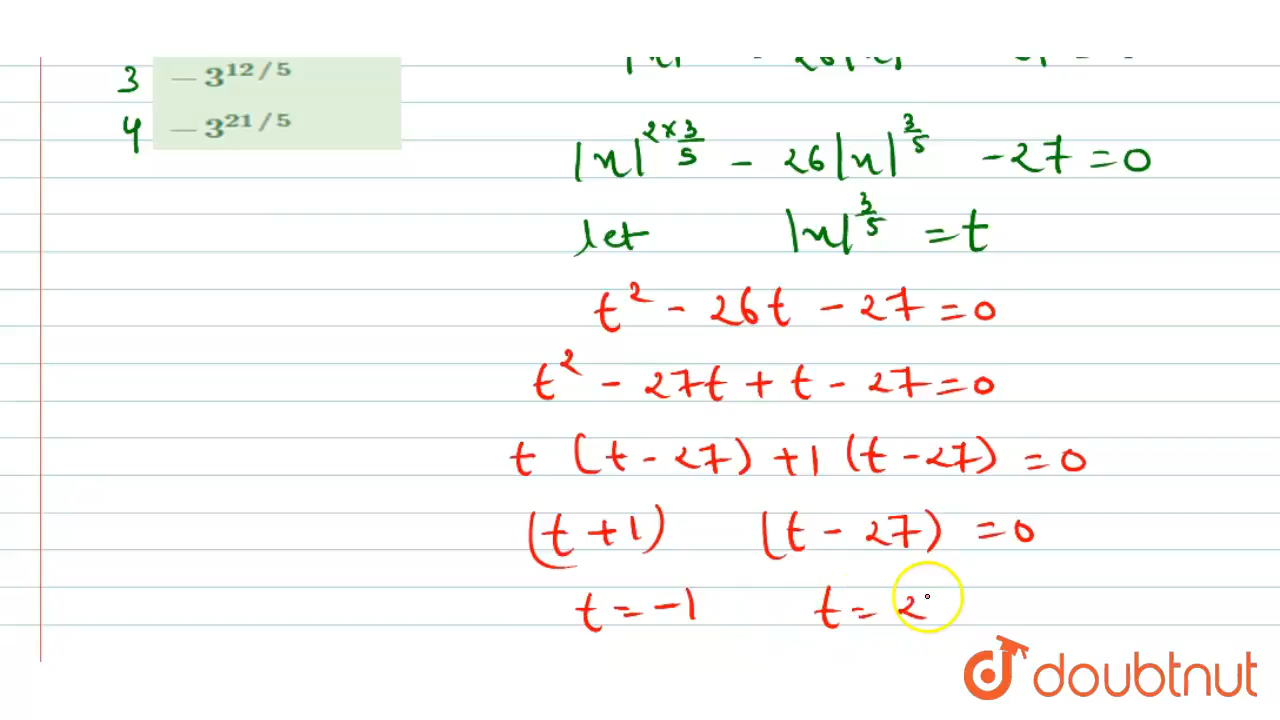 3 − 3^{12/5}
4 − 3^{21/5}
|x|^{2×3/5} − 26|x|^{3/5} − 27 = 0
let |x|^{3/5} = t
t² − 26t − 27 = 0
t² − 27t + t − 27 = 0
t (t − 27) + 1 (t − 27) = 0
(t + 1) (t − 27) = 0
t = −1 t = 2
doubtnut